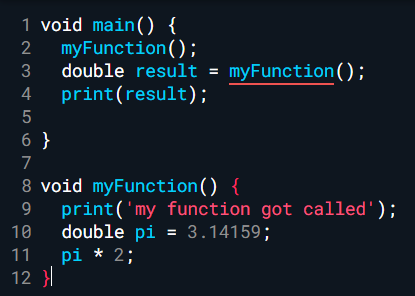 1 void main() {
2   myFunction();
3   double result = myFunction();
4   print(result);
5
6 }
7
8 void myFunction() {
9   print('my function got called');
10   double pi = 3.14159;
11   pi * 2;
12 }